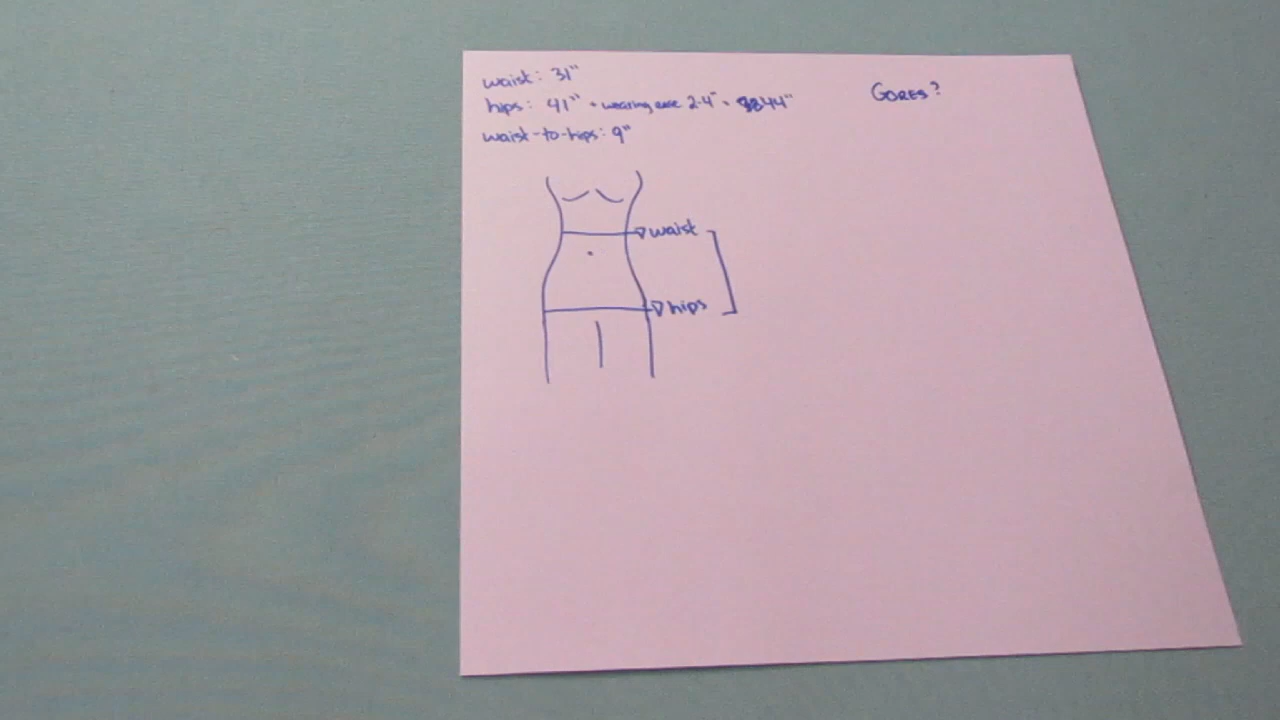 waist: 31"
hips: 41" + wearing ease 2-4" = 44"
waist-to-hips: 9"
GORES?
waist
hips